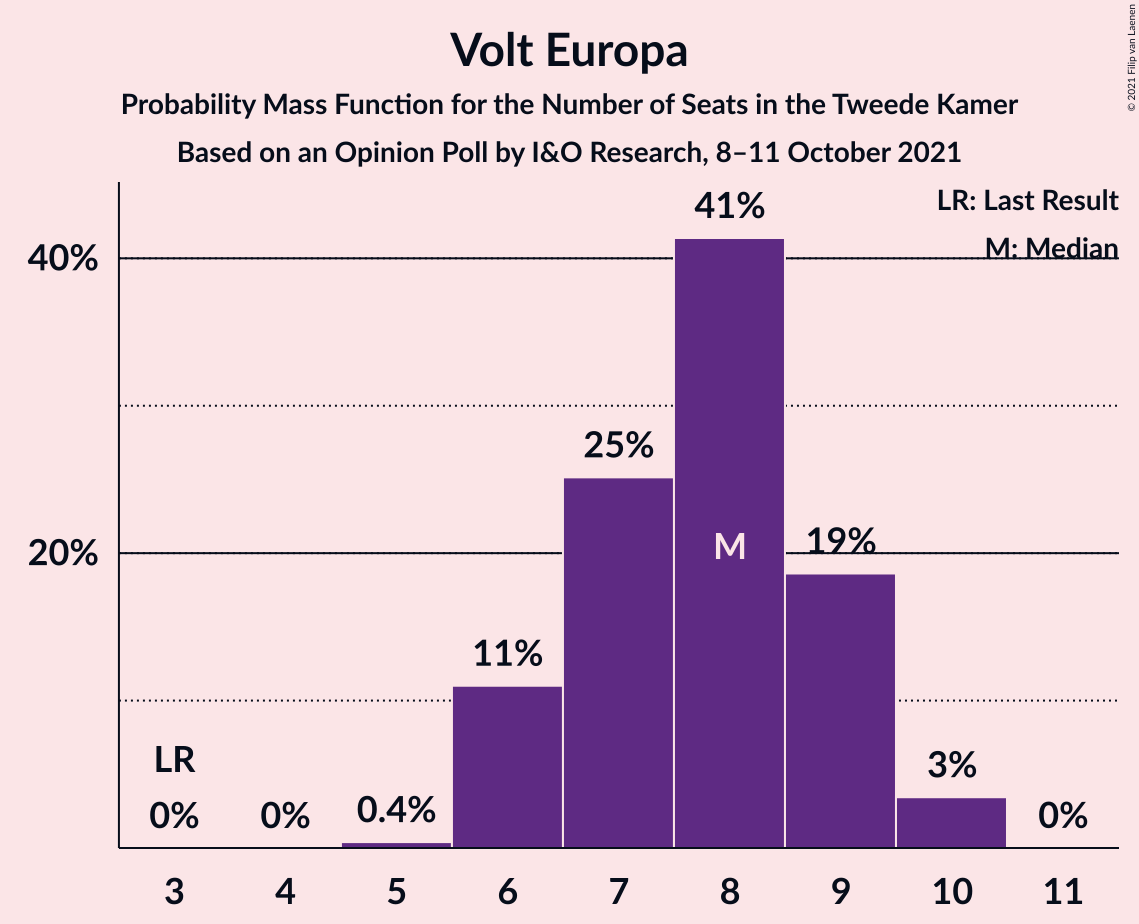 Volt Europa
Probability Mass Function for the Number of Seats in the Tweede Kamer
Based on an Opinion Poll by I&O Research, 8–11 October 2021
© 2021 Filip van Laenen
LR: Last Result
M: Median
40%
20%
LR
0%
0%
0.4%
11%
25%
41%
M
19%
3%
0%
3 4 5 6 7 8 9 10 11